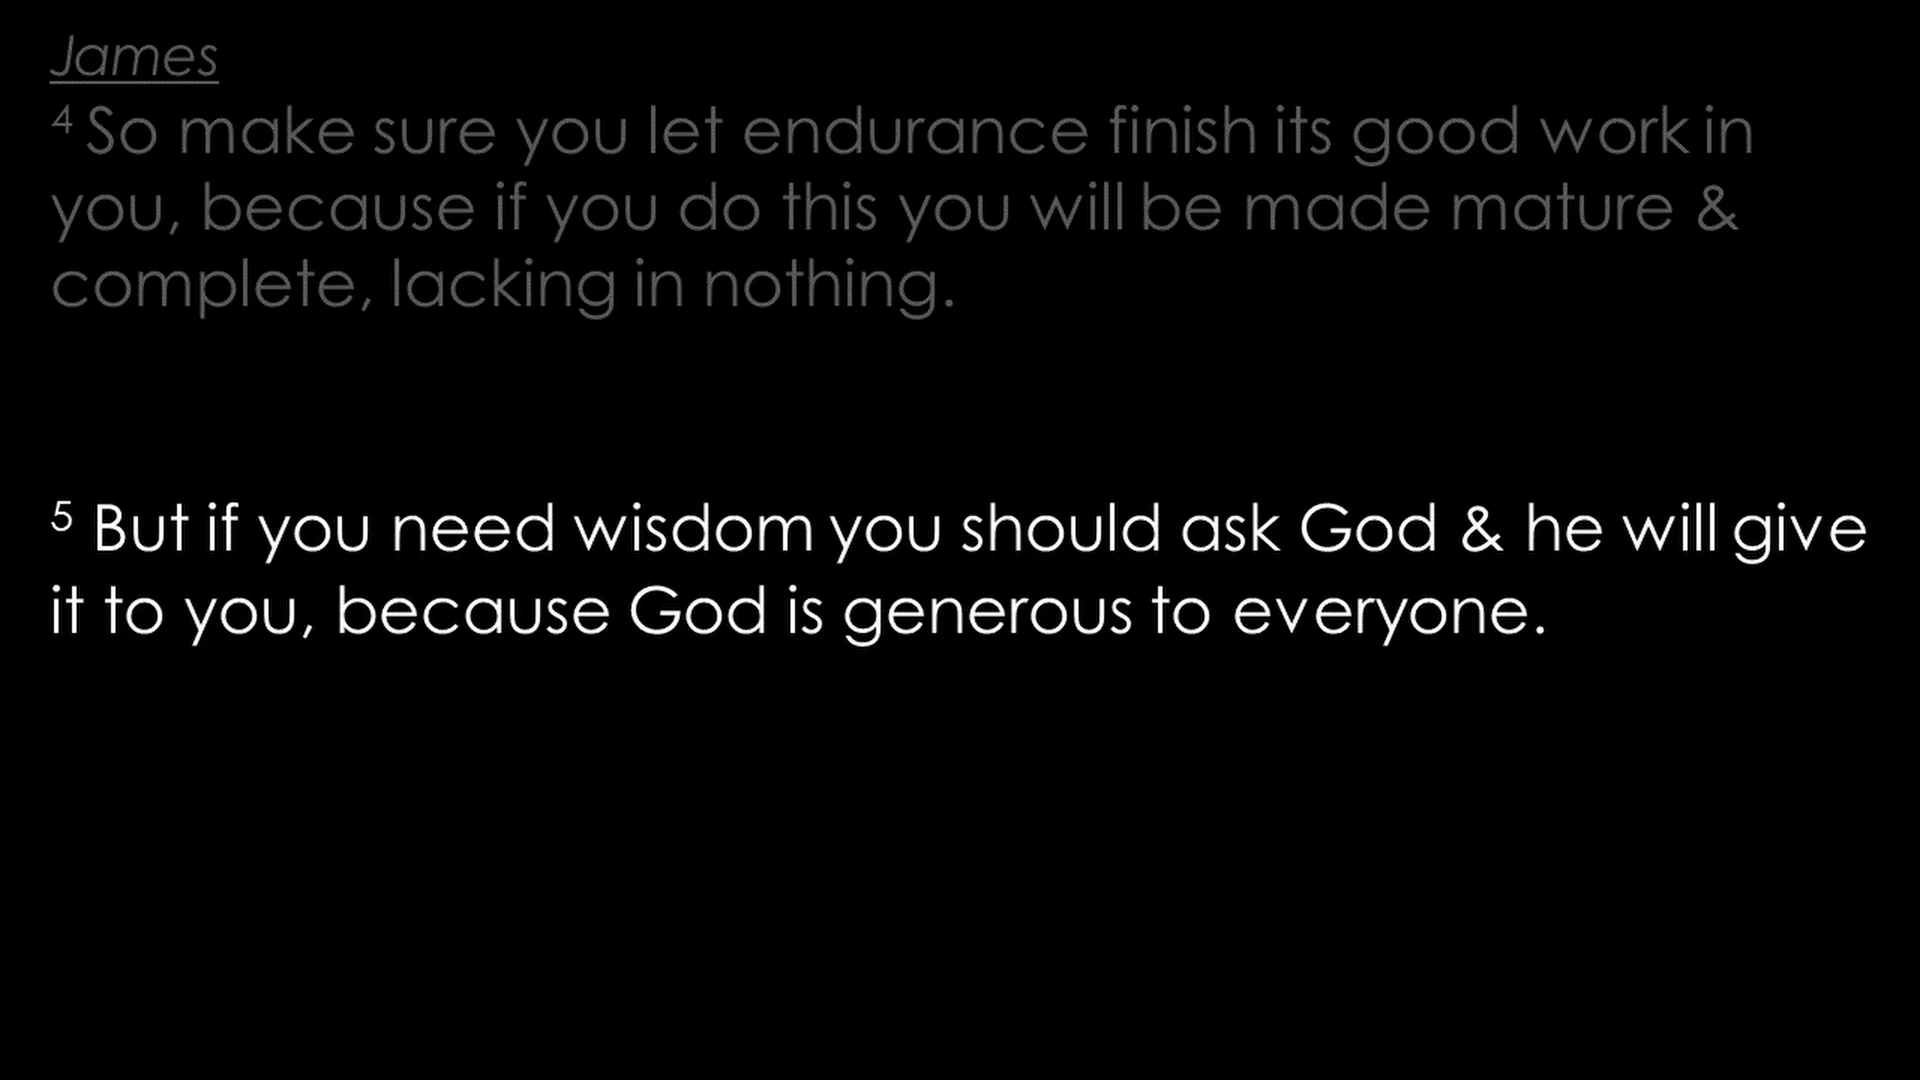 James
4 So make sure you let endurance finish its good work in
you, because if you do this you will be made mature &
complete, lacking in nothing.
5 But if you need wisdom you should ask God & he will give
it to you, because God is generous to everyone.